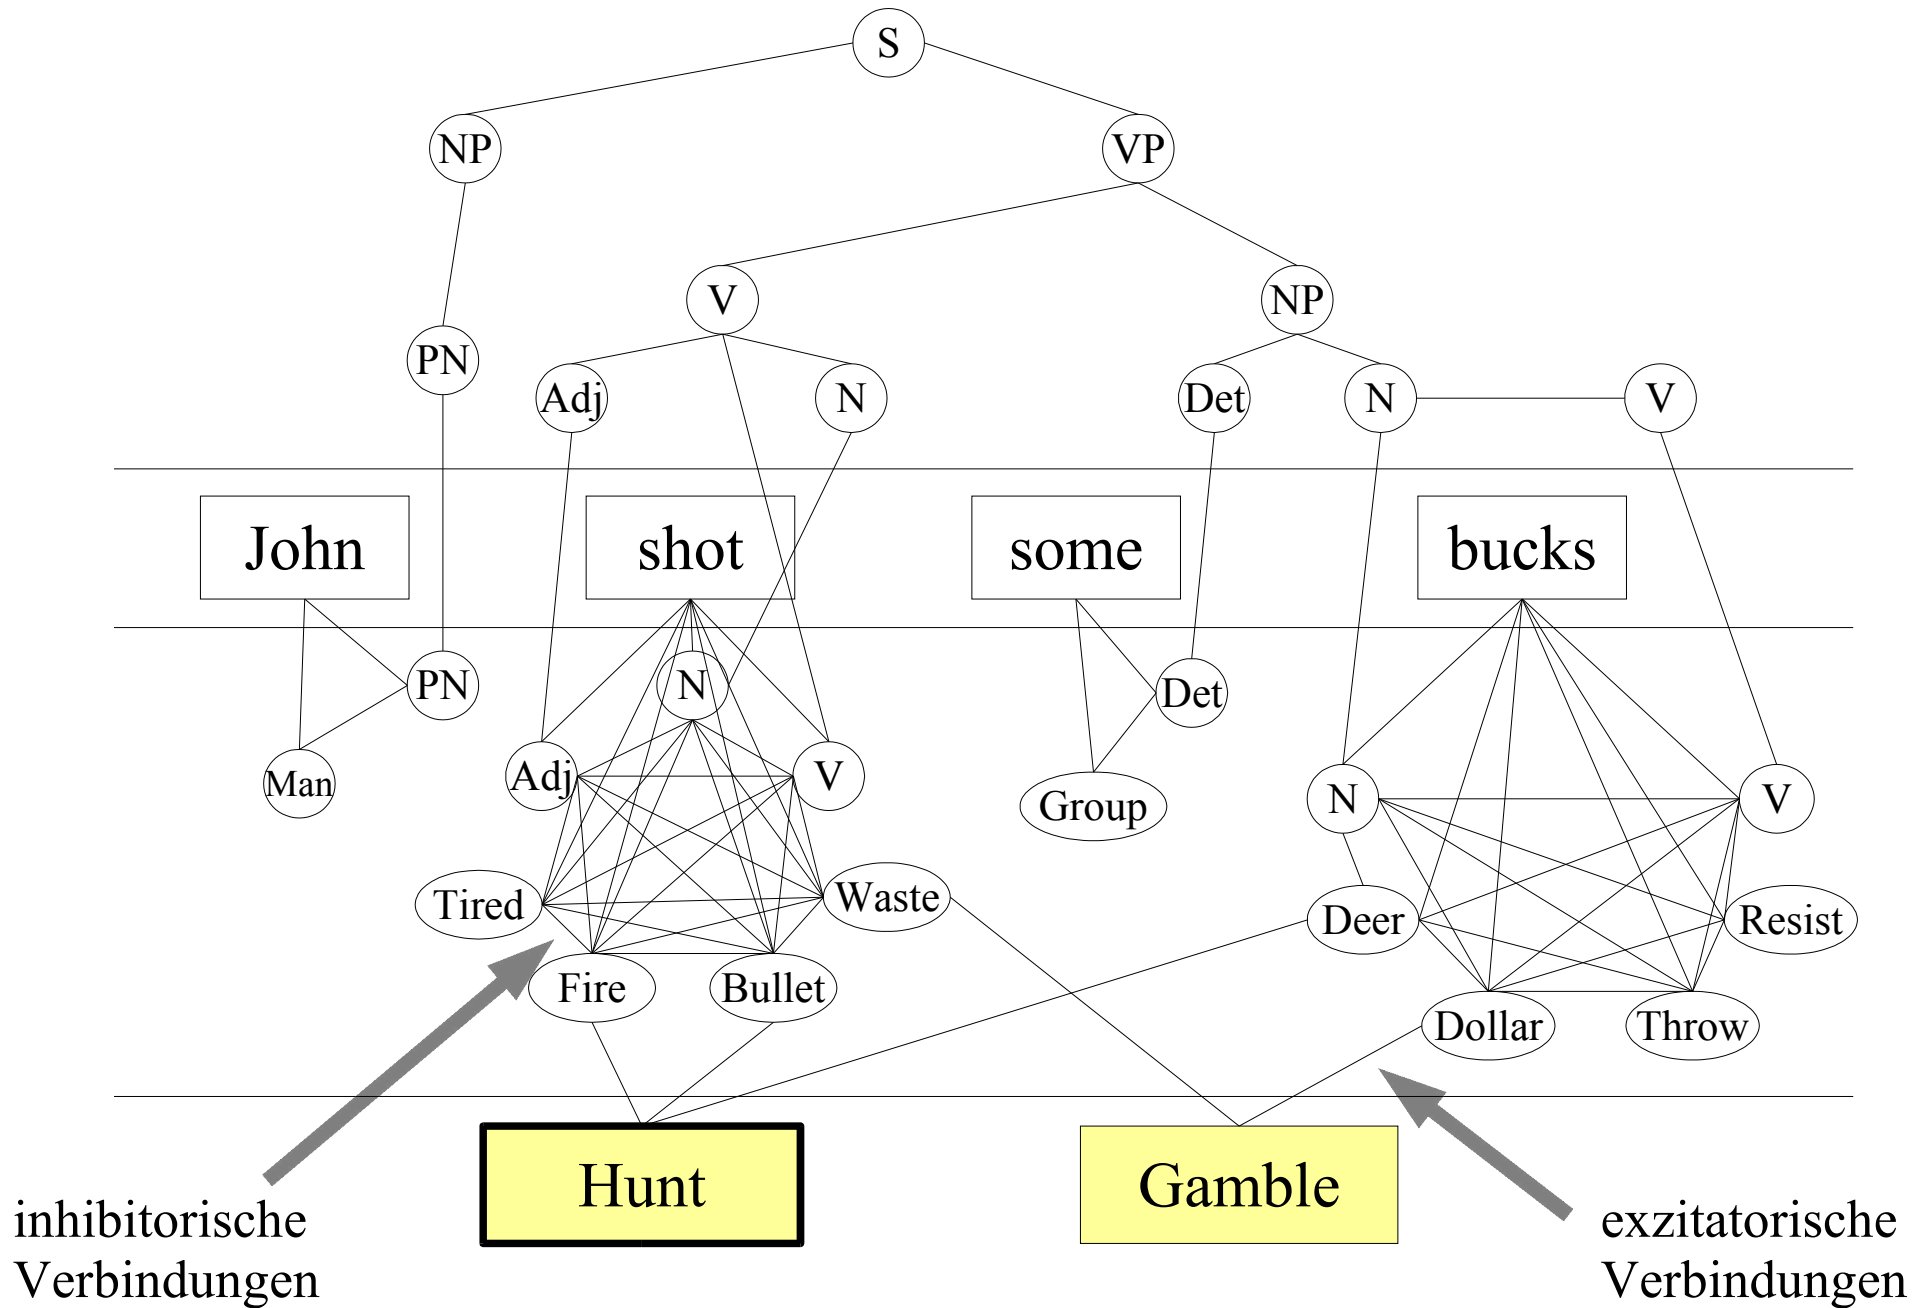 S
NP
VP
V
NP
PN
Adj
N
Det
N
V
John
shot
some
bucks
PN
N
Det
Man
Adj
V
Group
N
V
Tired
Waste
Deer
Resist
Fire
Bullet
Dollar
Throw
Hunt
Gamble
inhibitorische
Verbindungen
exzitatorische
Verbindungen